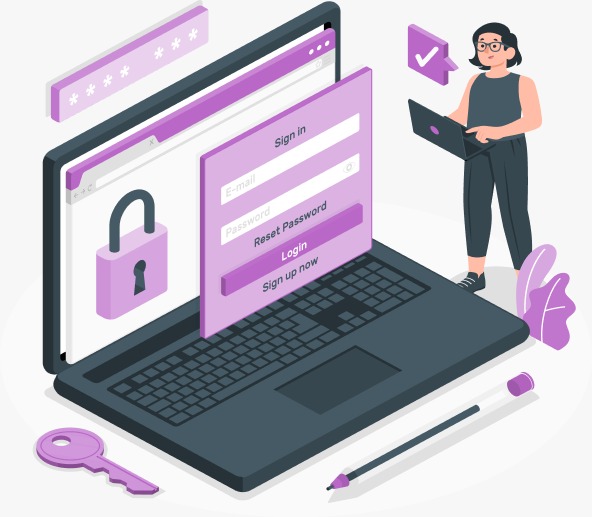 * * * * * * *
Sign in
E-mail
Password
Reset Password
Login
Sign up now